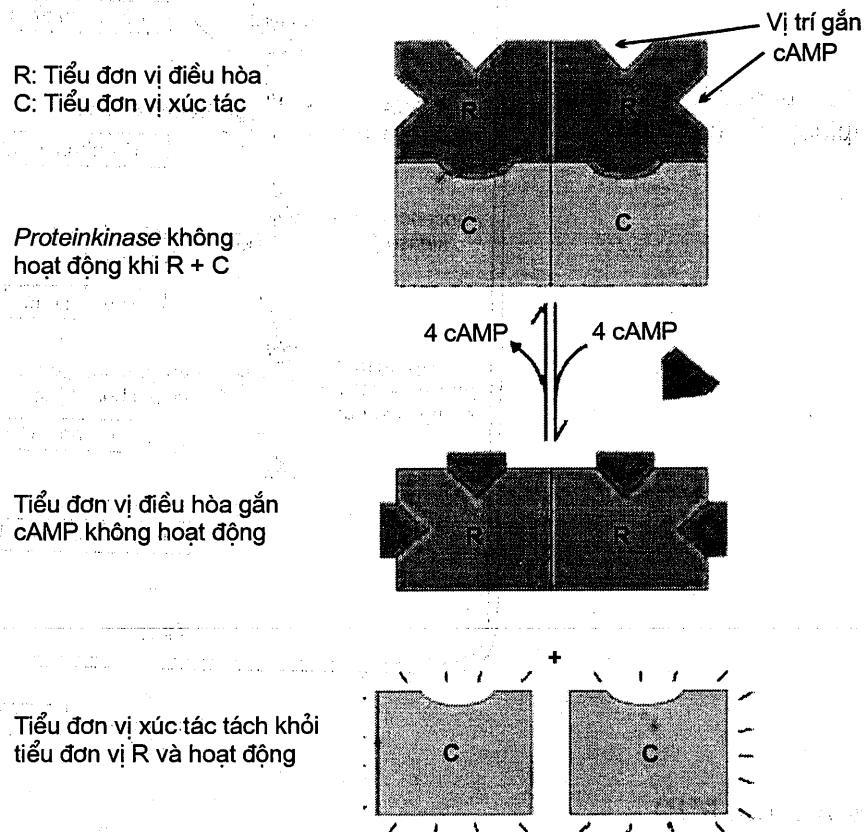 Vị trí gắn
cAMP
R: Tiểu đơn vị điều hòa
C: Tiểu đơn vị xúc tác
R
R
C
C
Proteinkinase không
hoạt động khi R + C
4 cAMP
4 cAMP
Tiểu đơn vị điều hòa gắn
cAMP không hoạt động
R
R
+
Tiểu đơn vị xúc tác tách khỏi
tiểu đơn vị R và hoạt động
C
C